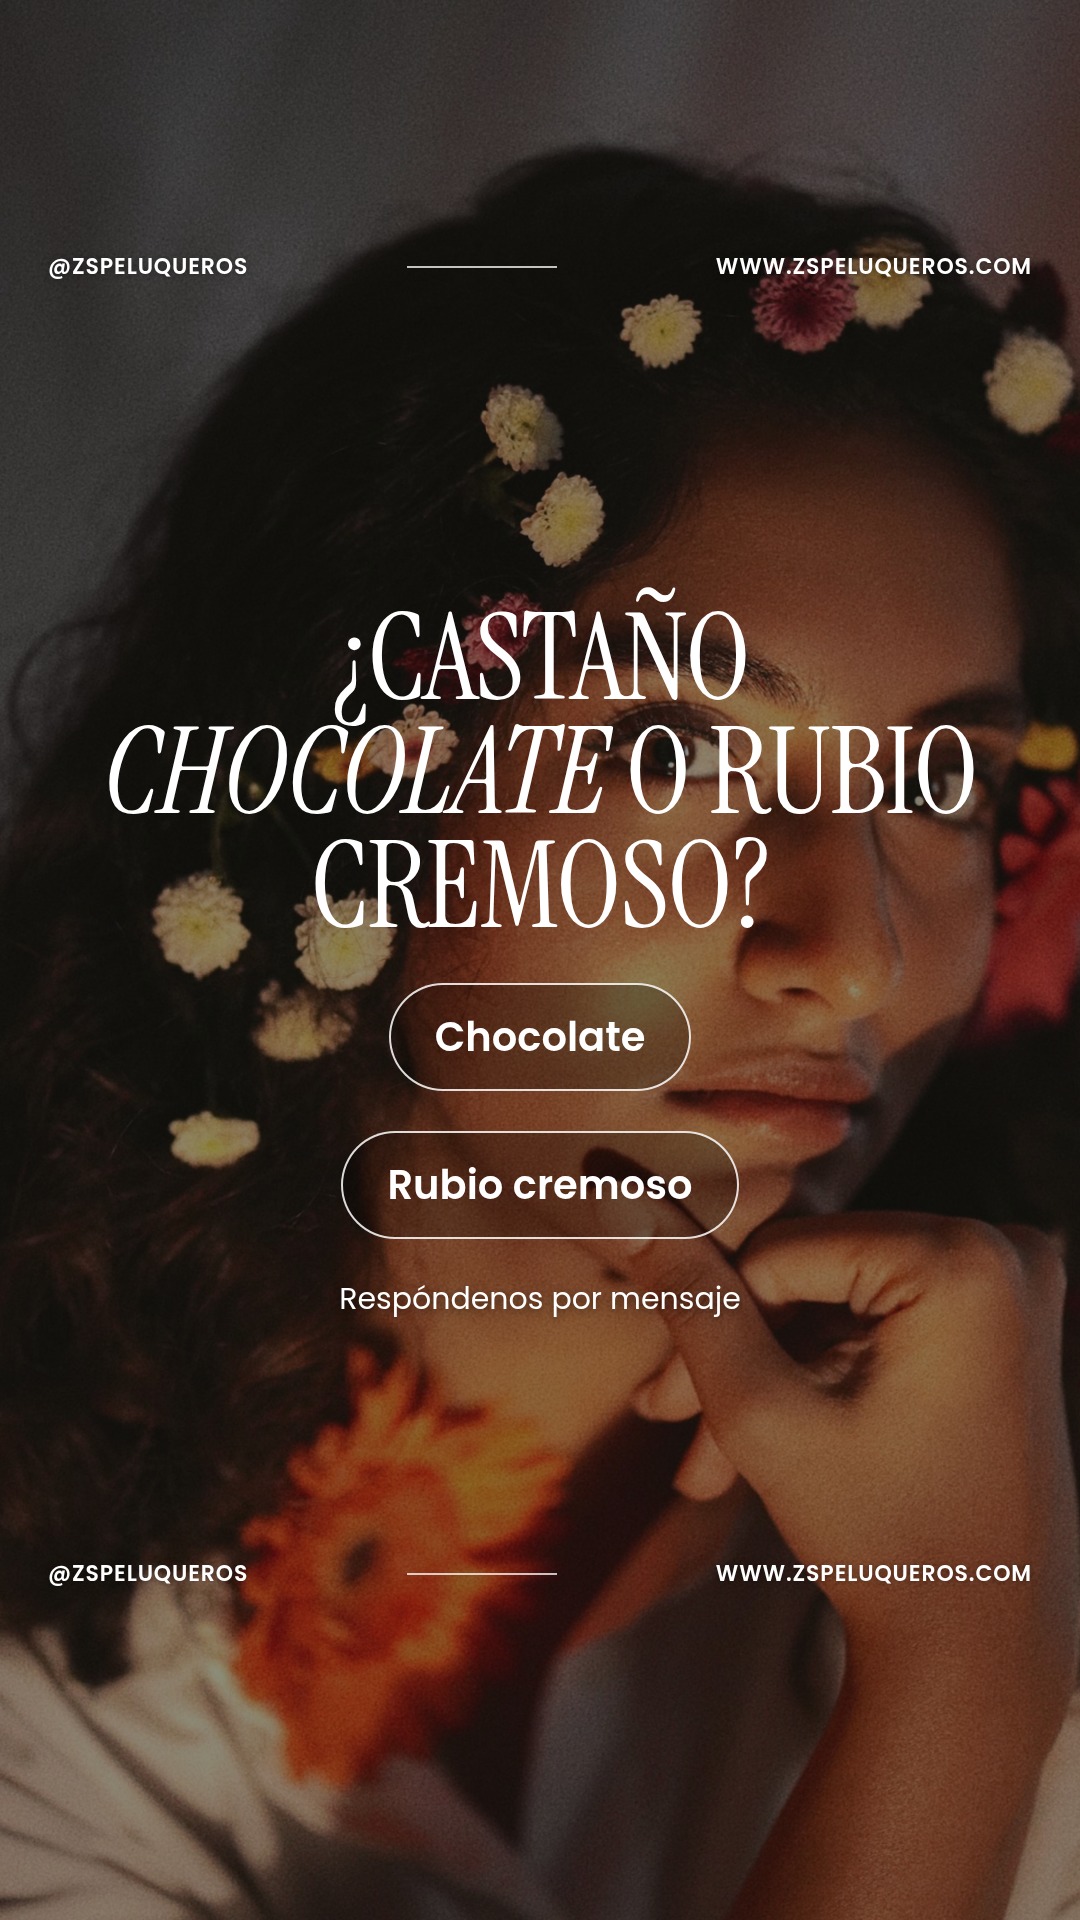 @ZSPELUQUEROS WWW.ZSPELUQUEROS.COM
¿CASTAÑO
CHOCOLATE O RUBIO
CREMOSO?
Chocolate
Rubio cremoso
Respóndenos por mensaje
@ZSPELUQUEROS WWW.ZSPELUQUEROS.COM